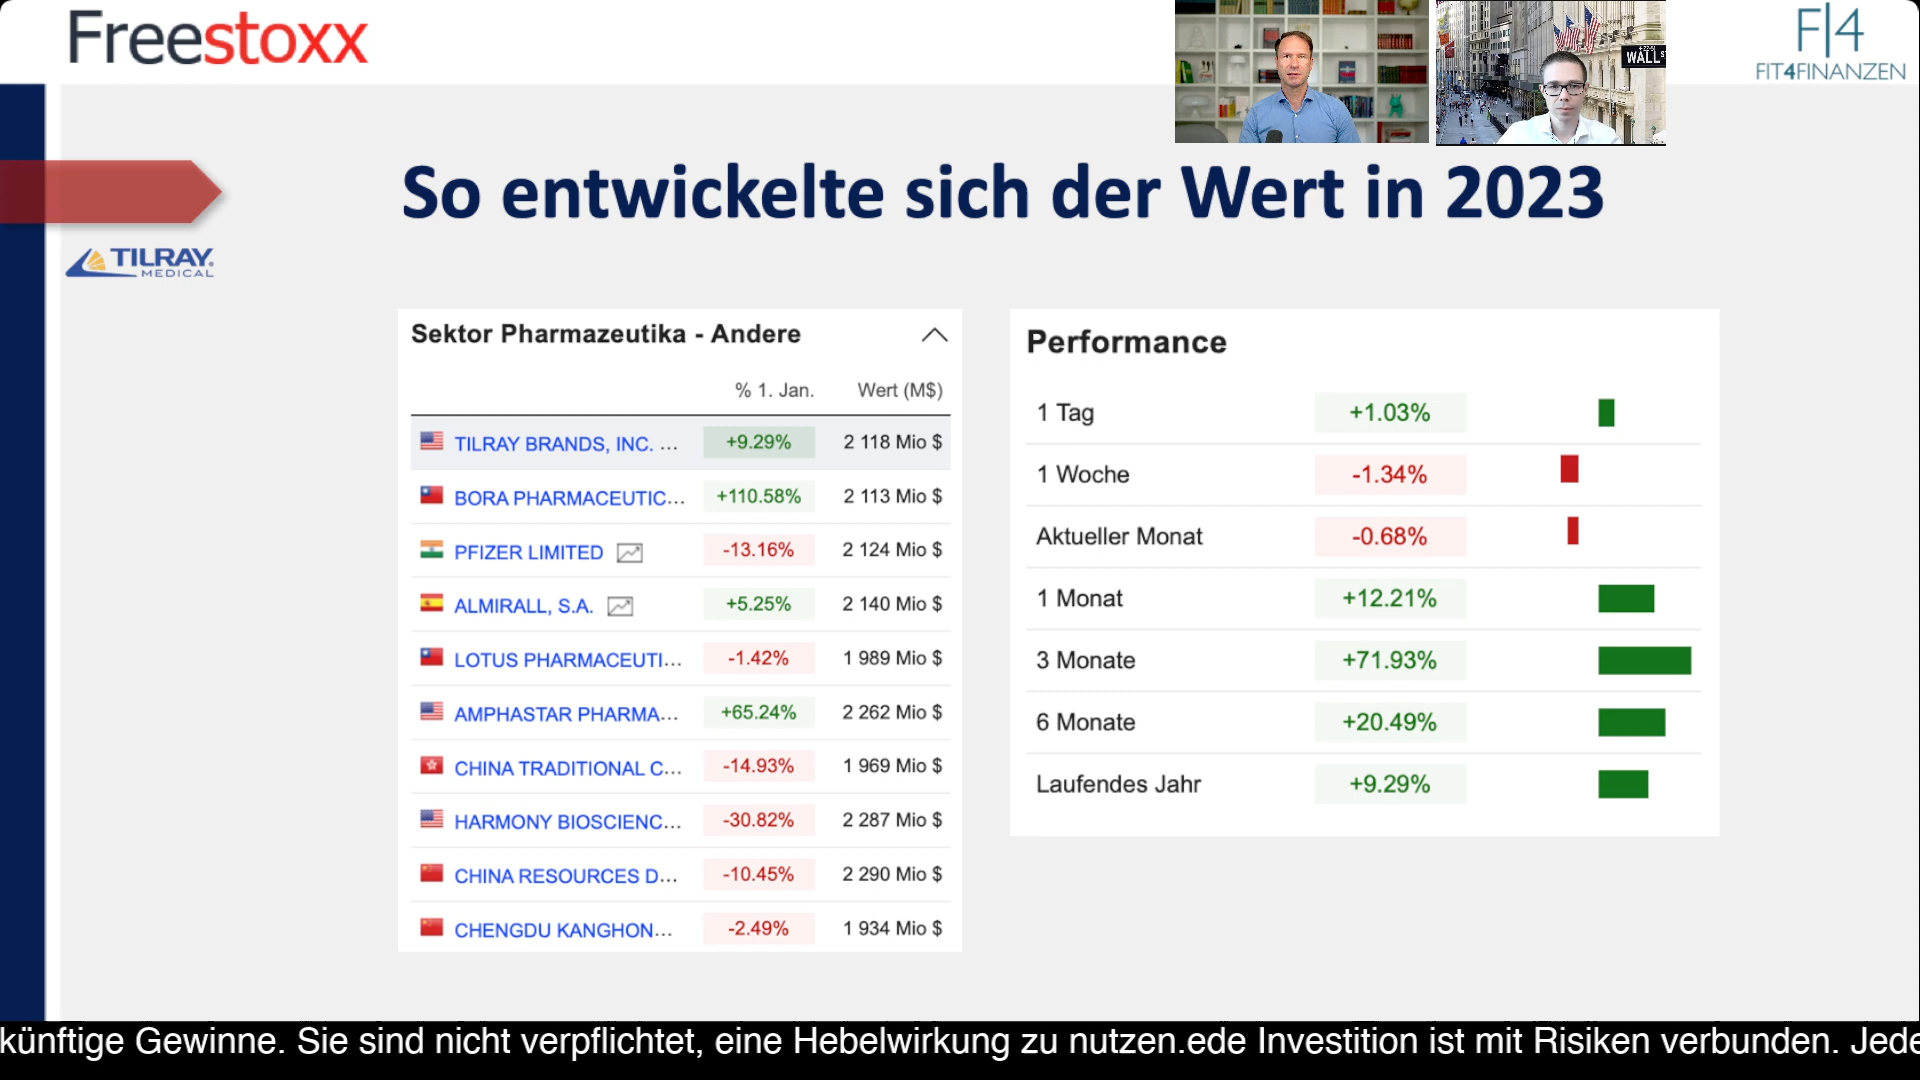 Freestoxx
WALL ST
F|4
FIT4FINANZEN
So entwickelte sich der Wert in 2023
TILRAY
MEDICAL
Sektor Pharmazeutika - Andere
% 1. Jan. Wert (M$)
TILRAY BRANDS, INC. ... +9.29% 2 118 Mio $
BORA PHARMACEUTIC... +110.58% 2 113 Mio $
PFIZER LIMITED -13.16% 2 124 Mio $
ALMIRALL, S.A. +5.25% 2 140 Mio $
LOTUS PHARMACEUTI... -1.42% 1 989 Mio $
AMPHASTAR PHARMA... +65.24% 2 262 Mio $
CHINA TRADITIONAL C... -14.93% 1 969 Mio $
HARMONY BIOSCIENC... -30.82% 2 287 Mio $
CHINA RESOURCES D... -10.45% 2 290 Mio $
CHENGDU KANGHON... -2.49% 1 934 Mio $
Performance
1 Tag +1.03%
1 Woche -1.34%
Aktueller Monat -0.68%
1 Monat +12.21%
3 Monate +71.93%
6 Monate +20.49%
Laufendes Jahr +9.29%
künftige Gewinne. Sie sind nicht verpflichtet, eine Hebelwirkung zu nutzen.ede Investition ist mit Risiken verbunden. Jede